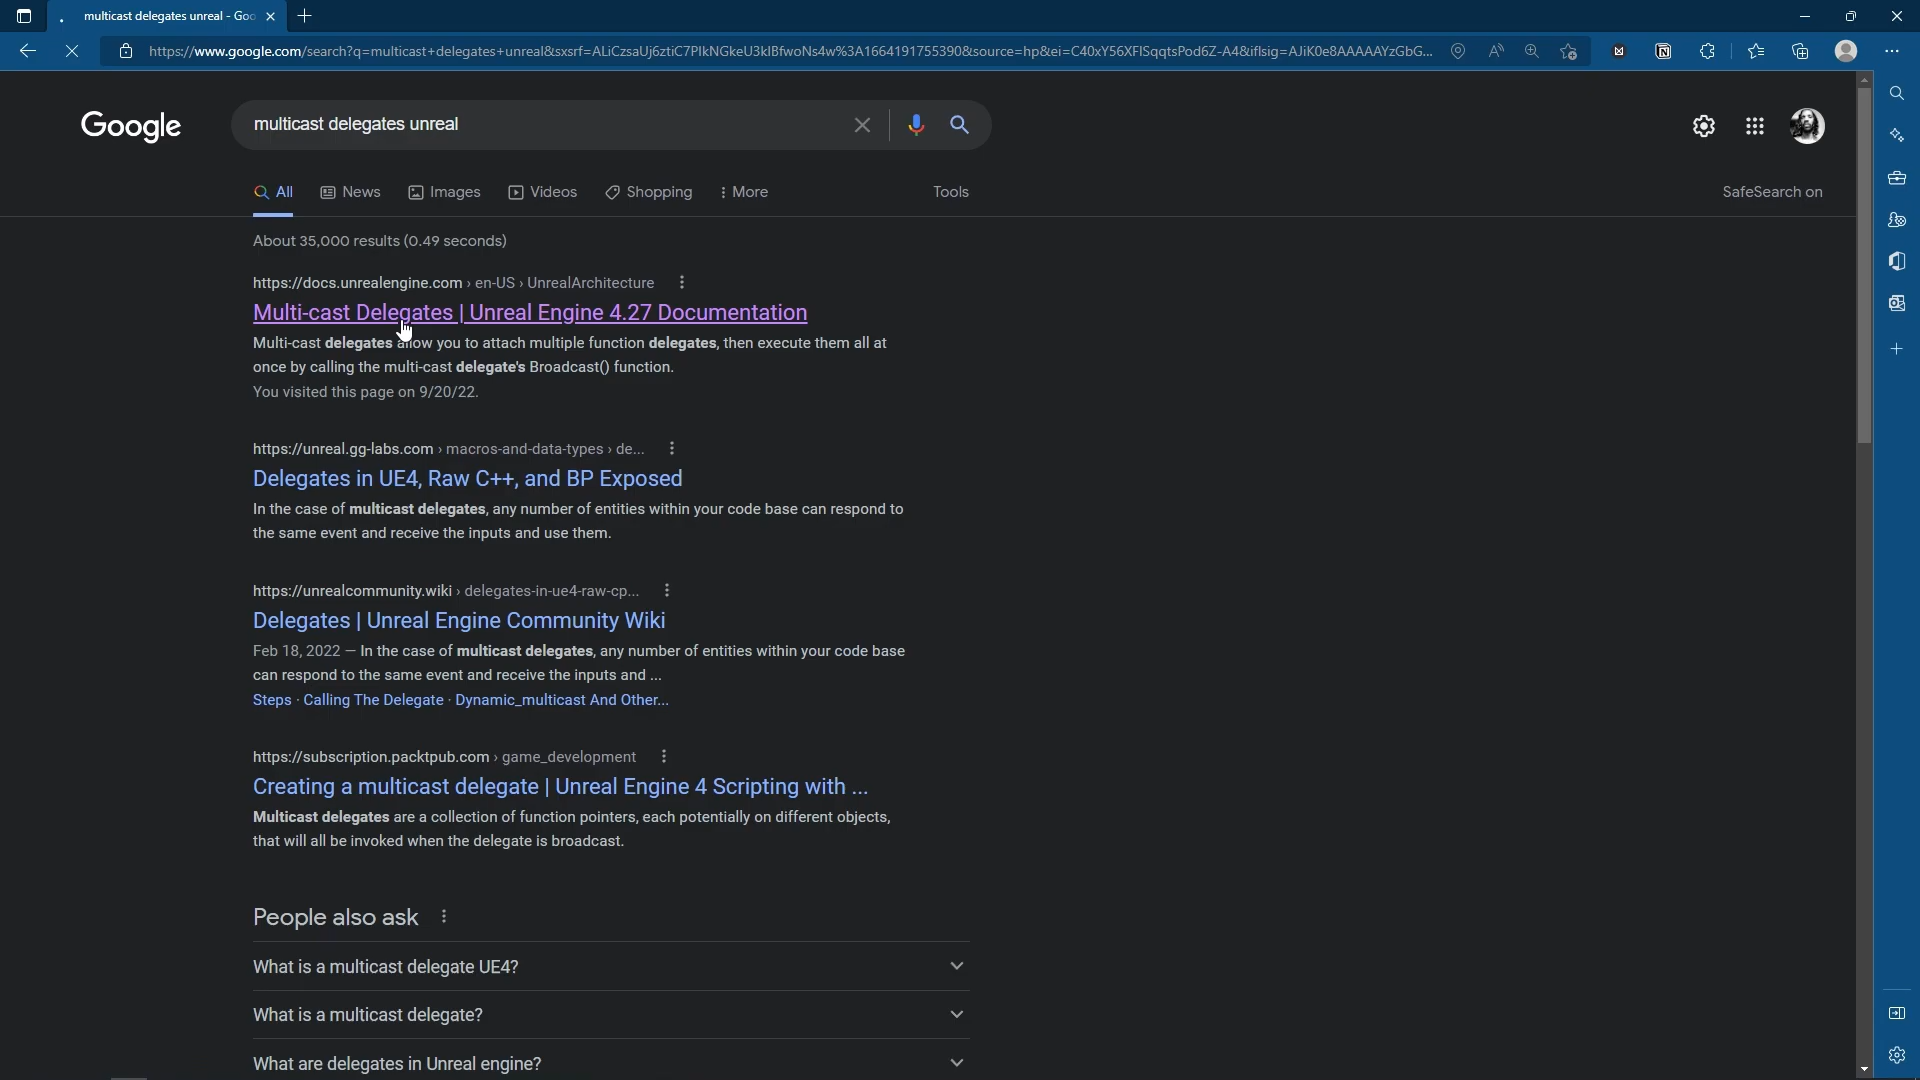 multicast delegates unreal - Goo
https://www.google.com/search?q=multicast+delegates+unreal&sxsrf=ALiCzsaUj6ztiC7PIkNGkeU3kIBfwoNs4w%3A1664191755390&source=hp&ei=C40xY56XFISqqtsPod6Z-A4&iflsig=AJiK0e8AAAAAYzGbG...
Google
multicast delegates unreal
All News Images Videos Shopping More Tools SafeSearch on
About 35,000 results (0.49 seconds)
https://docs.unrealengine.com › en-US › UnrealArchitecture
Multi-cast Delegates | Unreal Engine 4.27 Documentation
Multi-cast delegates allow you to attach multiple function delegates, then execute them all at
once by calling the multi-cast delegate's Broadcast() function.
You visited this page on 9/20/22.
https://unreal.gg-labs.com › macros-and-data-types › de...
Delegates in UE4, Raw C++, and BP Exposed
In the case of multicast delegates, any number of entities within your code base can respond to
the same event and receive the inputs and use them.
https://unrealcommunity.wiki › delegates-in-ue4-raw-cp...
Delegates | Unreal Engine Community Wiki
Feb 18, 2022 — In the case of multicast delegates, any number of entities within your code base
can respond to the same event and receive the inputs and ...
Steps · Calling The Delegate · Dynamic_multicast And Other...
https://subscription.packtpub.com › game_development
Creating a multicast delegate | Unreal Engine 4 Scripting with ...
Multicast delegates are a collection of function pointers, each potentially on different objects,
that will all be invoked when the delegate is broadcast.
People also ask
What is a multicast delegate UE4?
What is a multicast delegate?
What are delegates in Unreal engine?